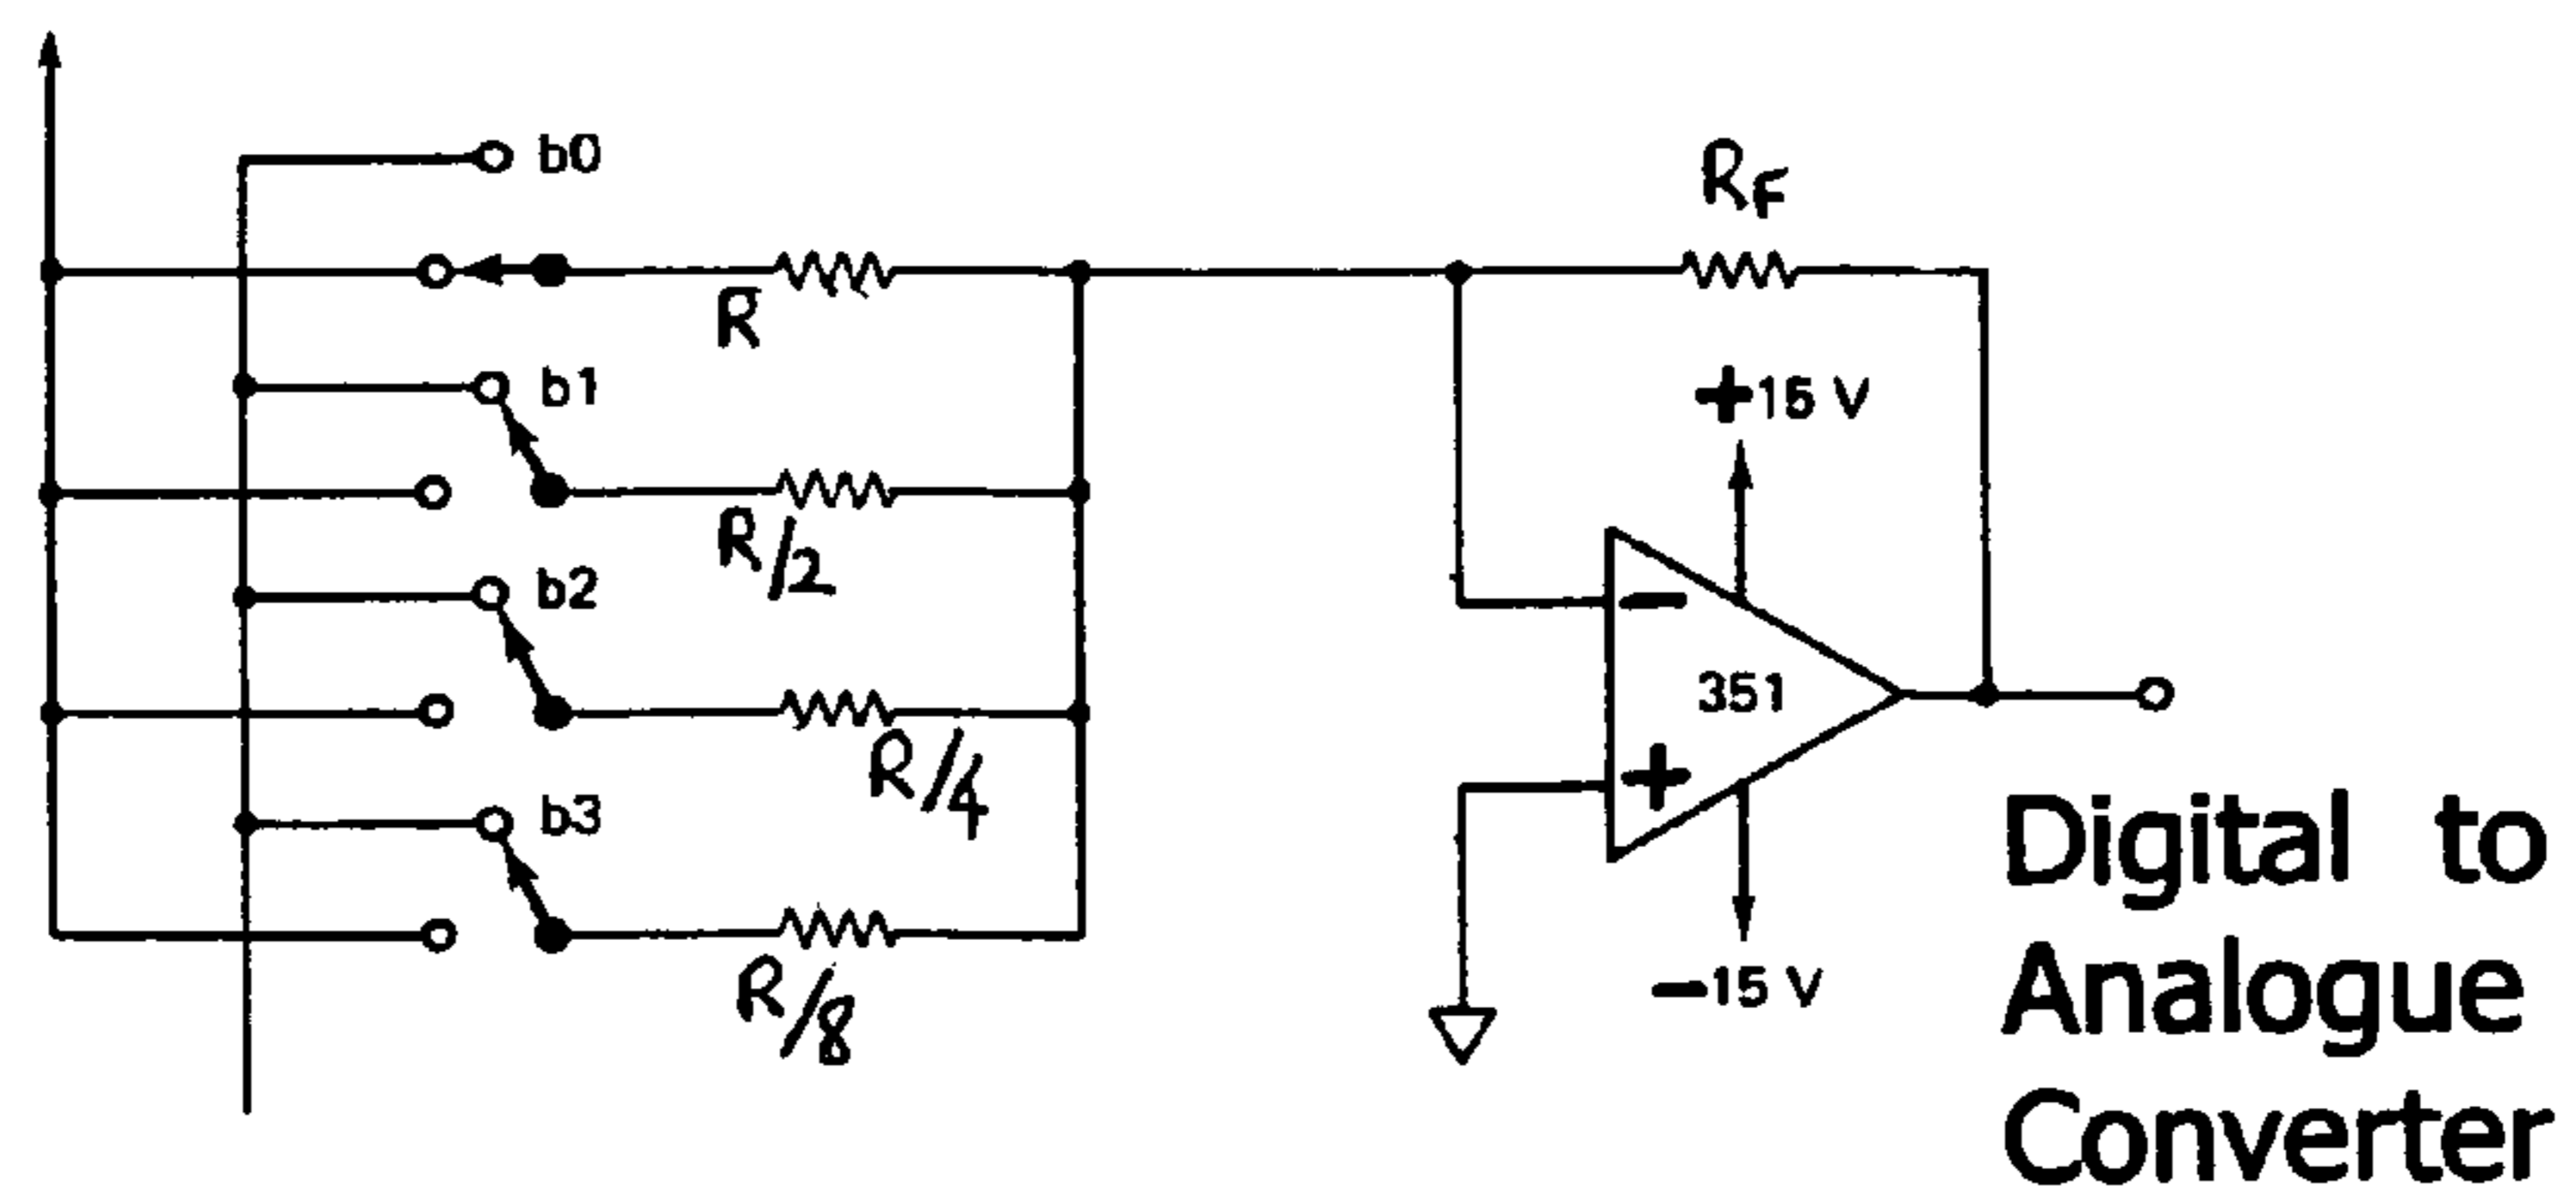 b0
R
b1
R/2
b2
R/4
b3
R/8
RF
+15 V
−
351
+
−15 V
Digital to
Analogue
Converter